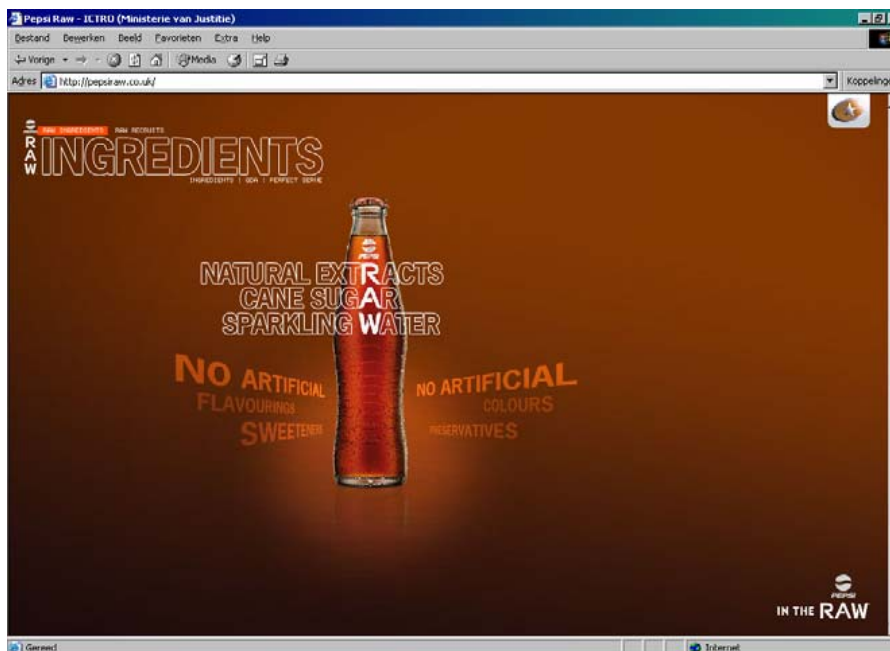 Pepsi Raw - ICTRO (Ministerie van Justitie)
Bestand Bewerken Beeld Favorieten Extra Help
Vorige Media
Adres http://pepsiraw.co.uk/ Koppelinge
RAW INGREDIENTS RAW RECRUITS
RAW
INGREDIENTS
INGREDIENTS | GDA | PERFECT SERVE
PEPSI
NATURAL EXTRACTS
CANE SUGAR
SPARKLING WATER
NO ARTIFICIAL
FLAVOURINGS
SWEETENERS
NO ARTIFICIAL
COLOURS
PRESERVATIVES
PEPSI
IN THE RAW
Gereed Internet